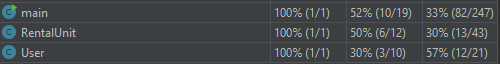 main 100% (1/1) 52% (10/19) 33% (82/247)
RentalUnit 100% (1/1) 50% (6/12) 30% (13/43)
User 100% (1/1) 30% (3/10) 57% (12/21)